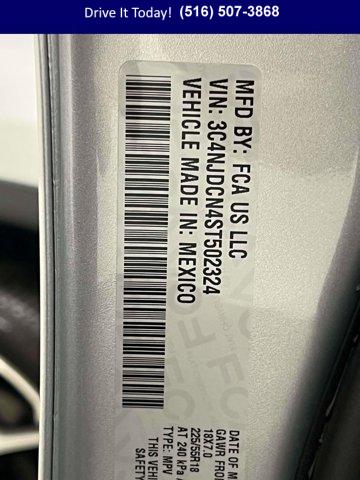 Drive It Today! (516) 507-3868
MFD BY: FCA US LLC
VIN: 3C4NJDCN4ST502324
VEHICLE MADE IN: MEXICO
DATE OF M
GAWR FRO
18X7.0
225/55R18
AT 240 kPa
TYPE: MPV
THIS VEHI
SAFETY